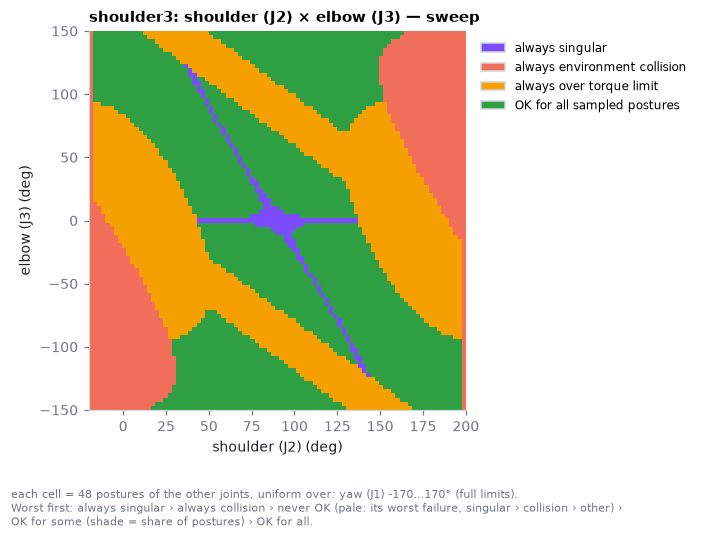 shoulder3: shoulder (J2) × elbow (J3) — sweep
always singular
always environment collision
always over torque limit
OK for all sampled postures
elbow (J3) (deg)
150
100
50
0
−50
−100
−150
0 25 50 75 100 125 150 175 200
shoulder (J2) (deg)
each cell = 48 postures of the other joints, uniform over: yaw (J1) -170...170° (full limits).
Worst first: always singular › always collision › never OK (pale: its worst failure, singular › collision › other) ›
OK for some (shade = share of postures) › OK for all.